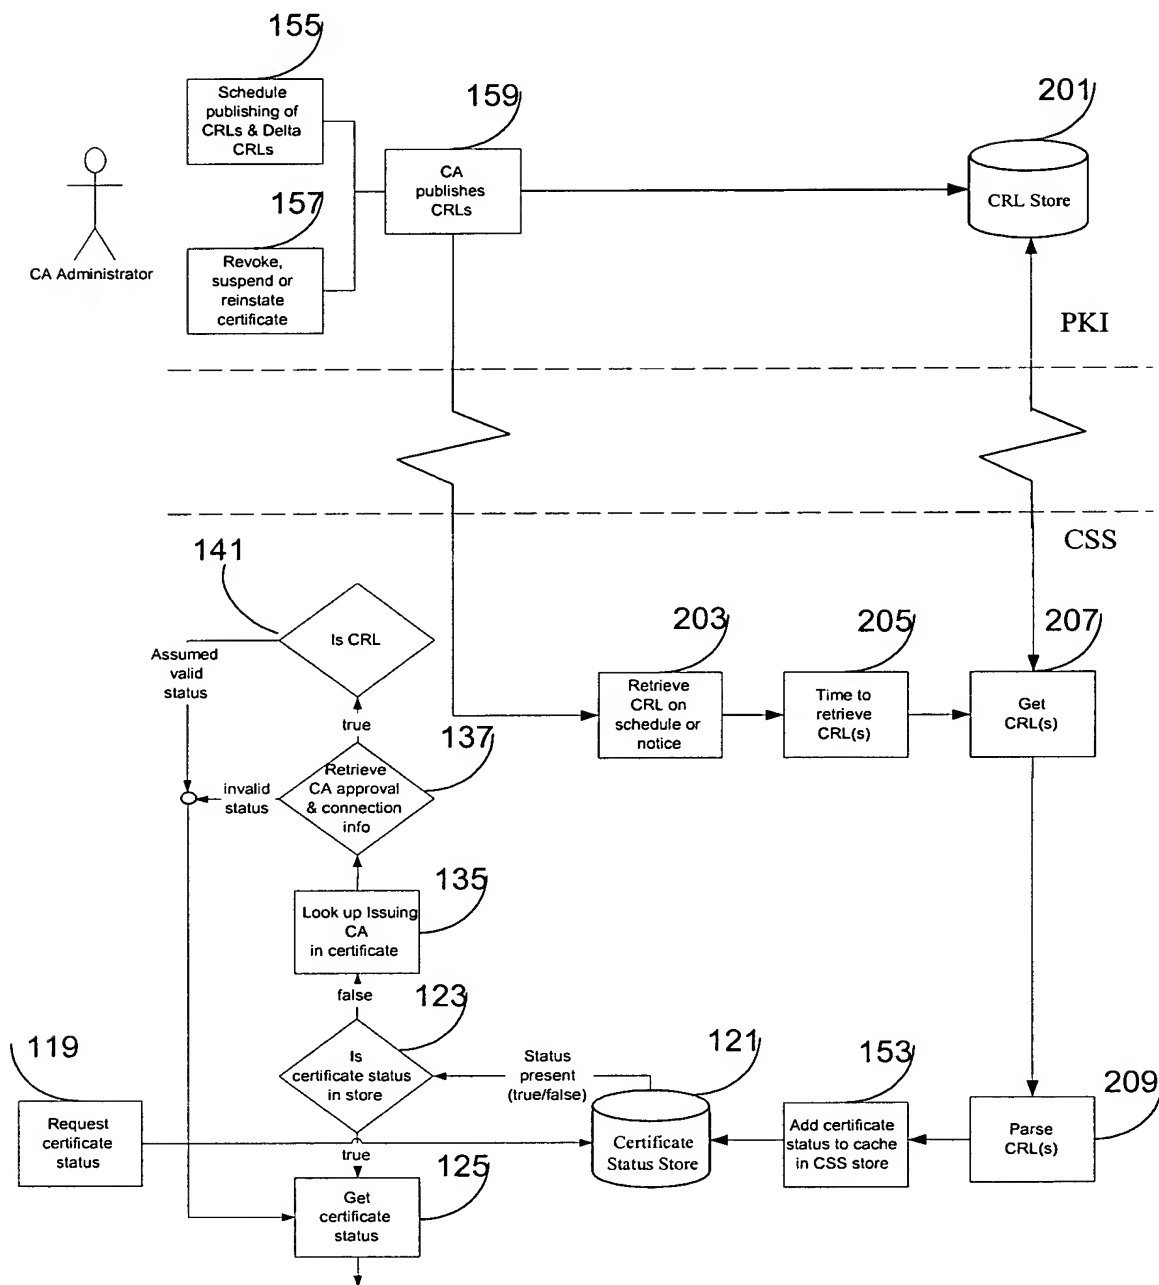 155
Schedule
publishing of
CRLs & Delta
CRLs
159
CA
publishes
CRLs
201
CRL Store
CA Administrator
157
Revoke,
suspend or
reinstate
certificate
PKI
CSS
141
Is CRL
Assumed
valid
status
true
137
Retrieve
CA approval
& connection
info
invalid
status
203
Retrieve
CRL on
schedule or
notice
205
Time to
retrieve
CRL(s)
207
Get
CRL(s)
135
Look up Issuing
CA
in certificate
false
123
Is
certificate status
in store
true
Status
present
(true/false)
121
Certificate
Status Store
153
Add certificate
status to cache
in CSS store
209
Parse
CRL(s)
119
Request
certificate
status
125
Get
certificate
status